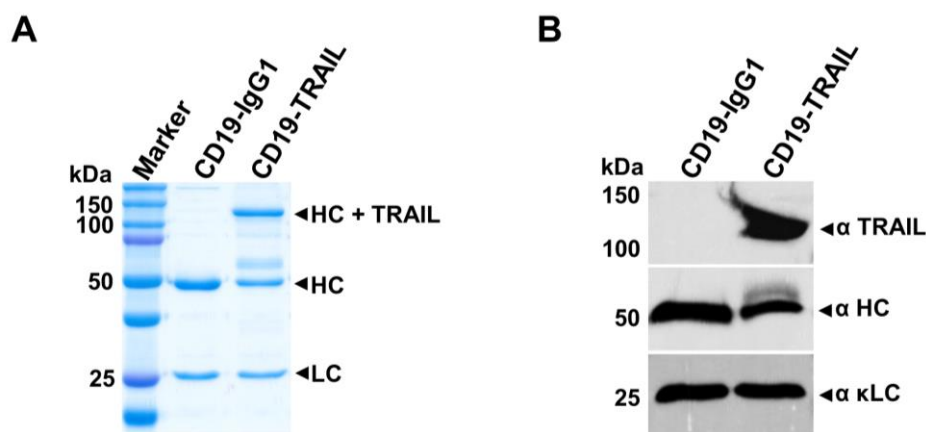 A
B
Marker
CD19-IgG1
CD19-TRAIL
kDa
150
100
50
25
◄HC + TRAIL
◄HC
◄LC
CD19-IgG1
CD19-TRAIL
kDa
150
100
50
25
◄α TRAIL
◄α HC
◄α κLC